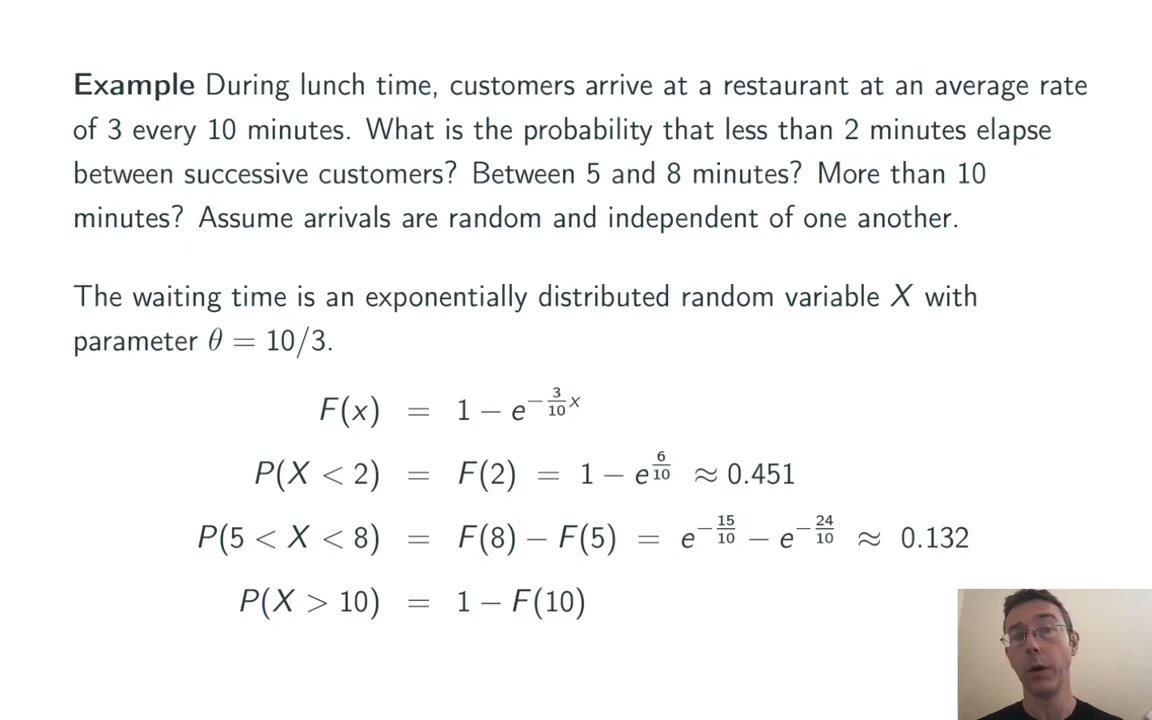 Example During lunch time, customers arrive at a restaurant at an average rate
of 3 every 10 minutes. What is the probability that less than 2 minutes elapse
between successive customers? Between 5 and 8 minutes? More than 10
minutes? Assume arrivals are random and independent of one another.
The waiting time is an exponentially distributed random variable X with
parameter θ = 10/3.
F(x) = 1 − e^{−\frac{3}{10}x}
P(X < 2) = F(2) = 1 − e^{\frac{6}{10}} ≈ 0.451
P(5 < X < 8) = F(8) − F(5) = e^{−\frac{15}{10}} − e^{−\frac{24}{10}} ≈ 0.132
P(X > 10) = 1 − F(10)